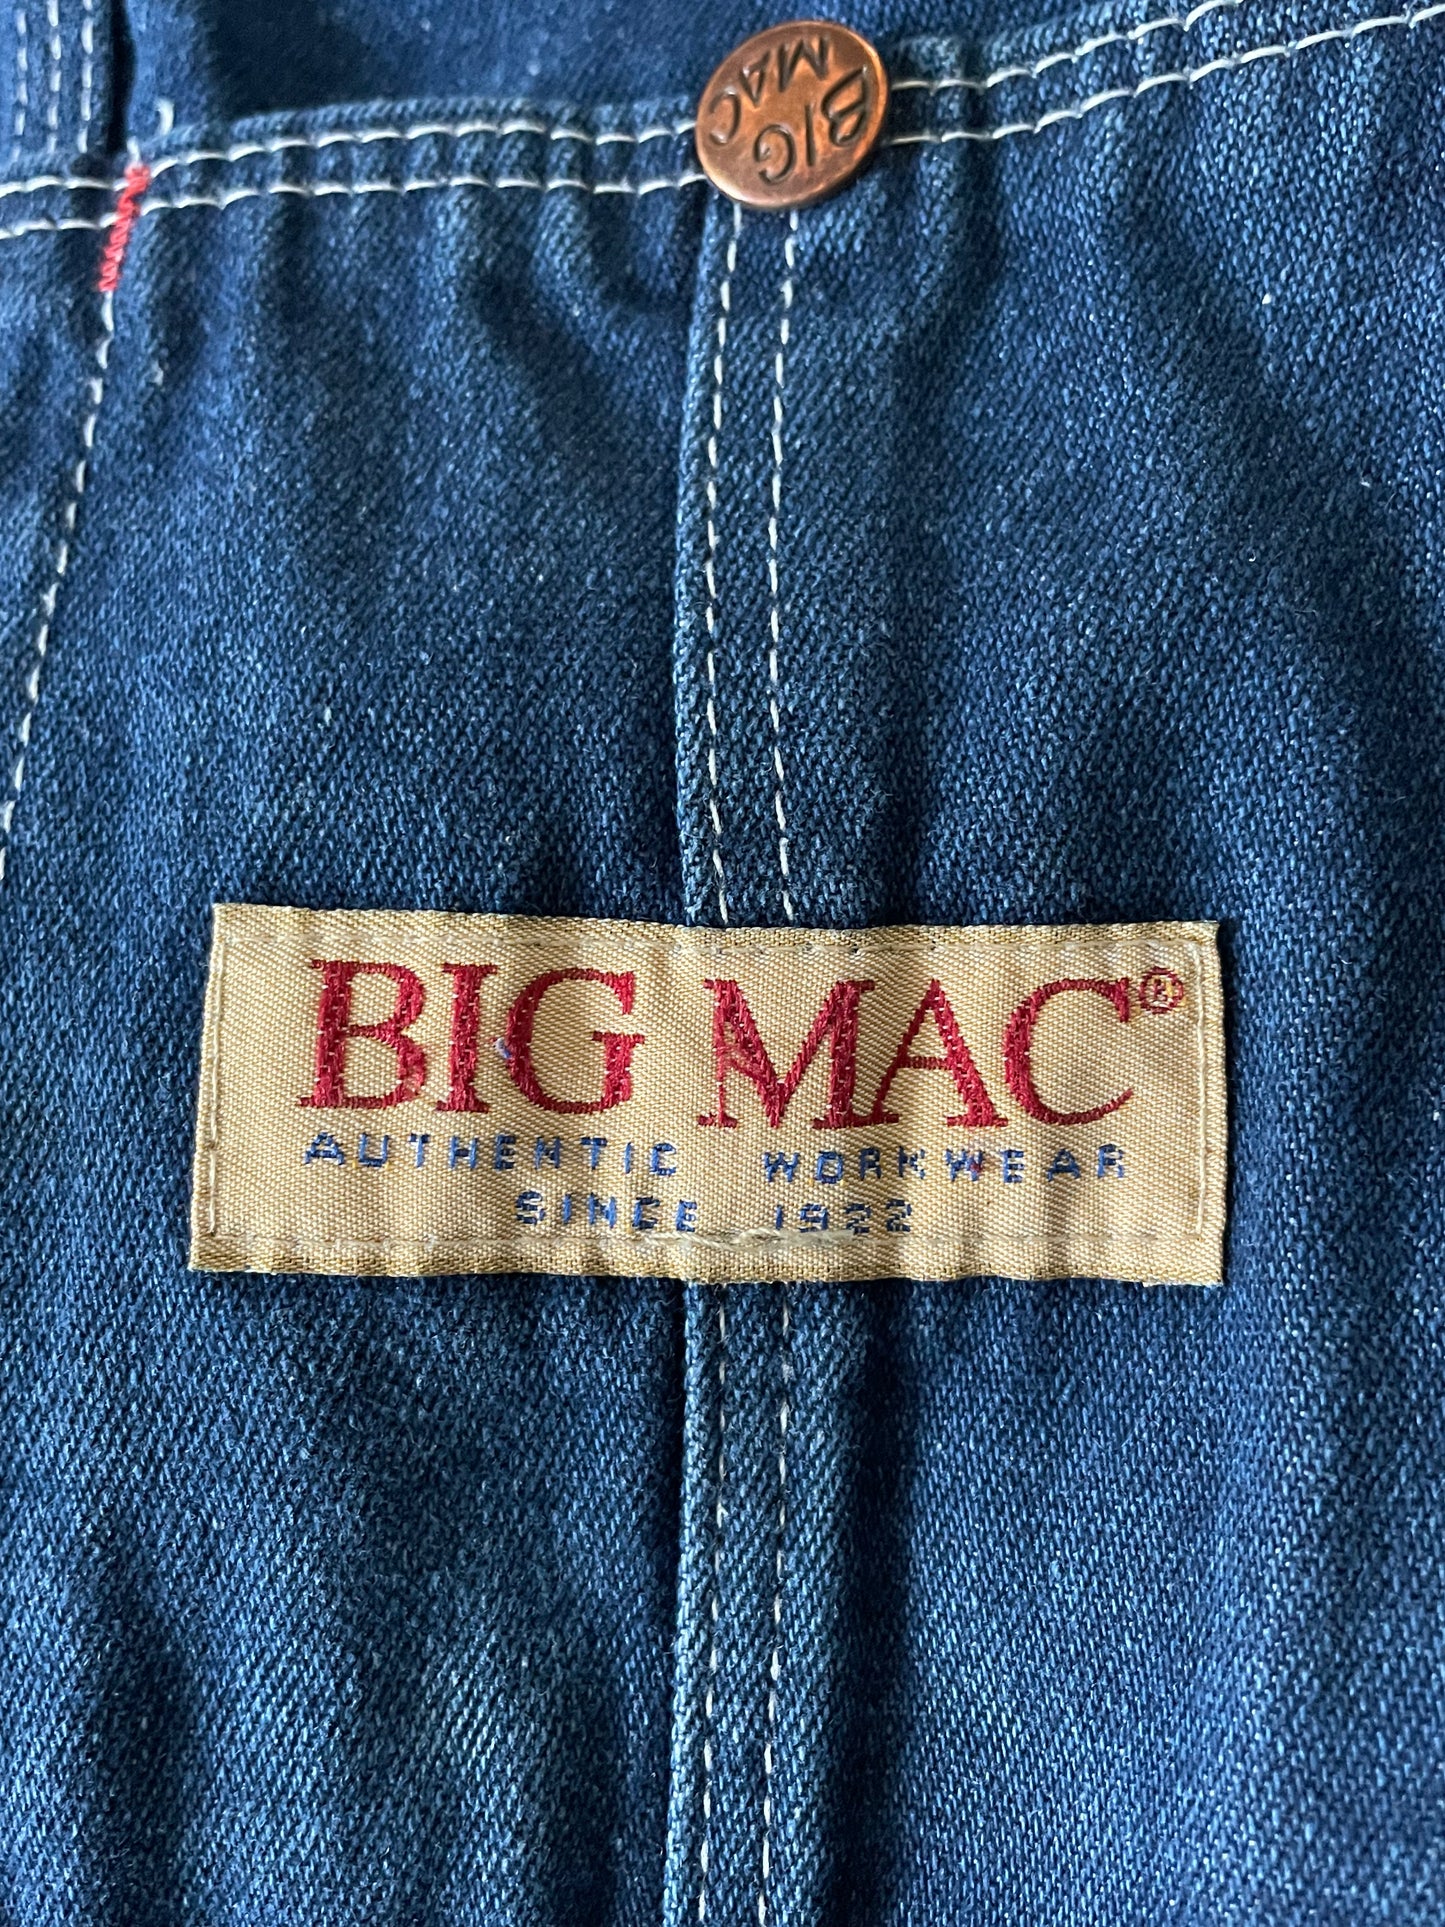 BIG
MAC
BIG MAC®
AUTHENTIC WORKWEAR
SINCE 1922